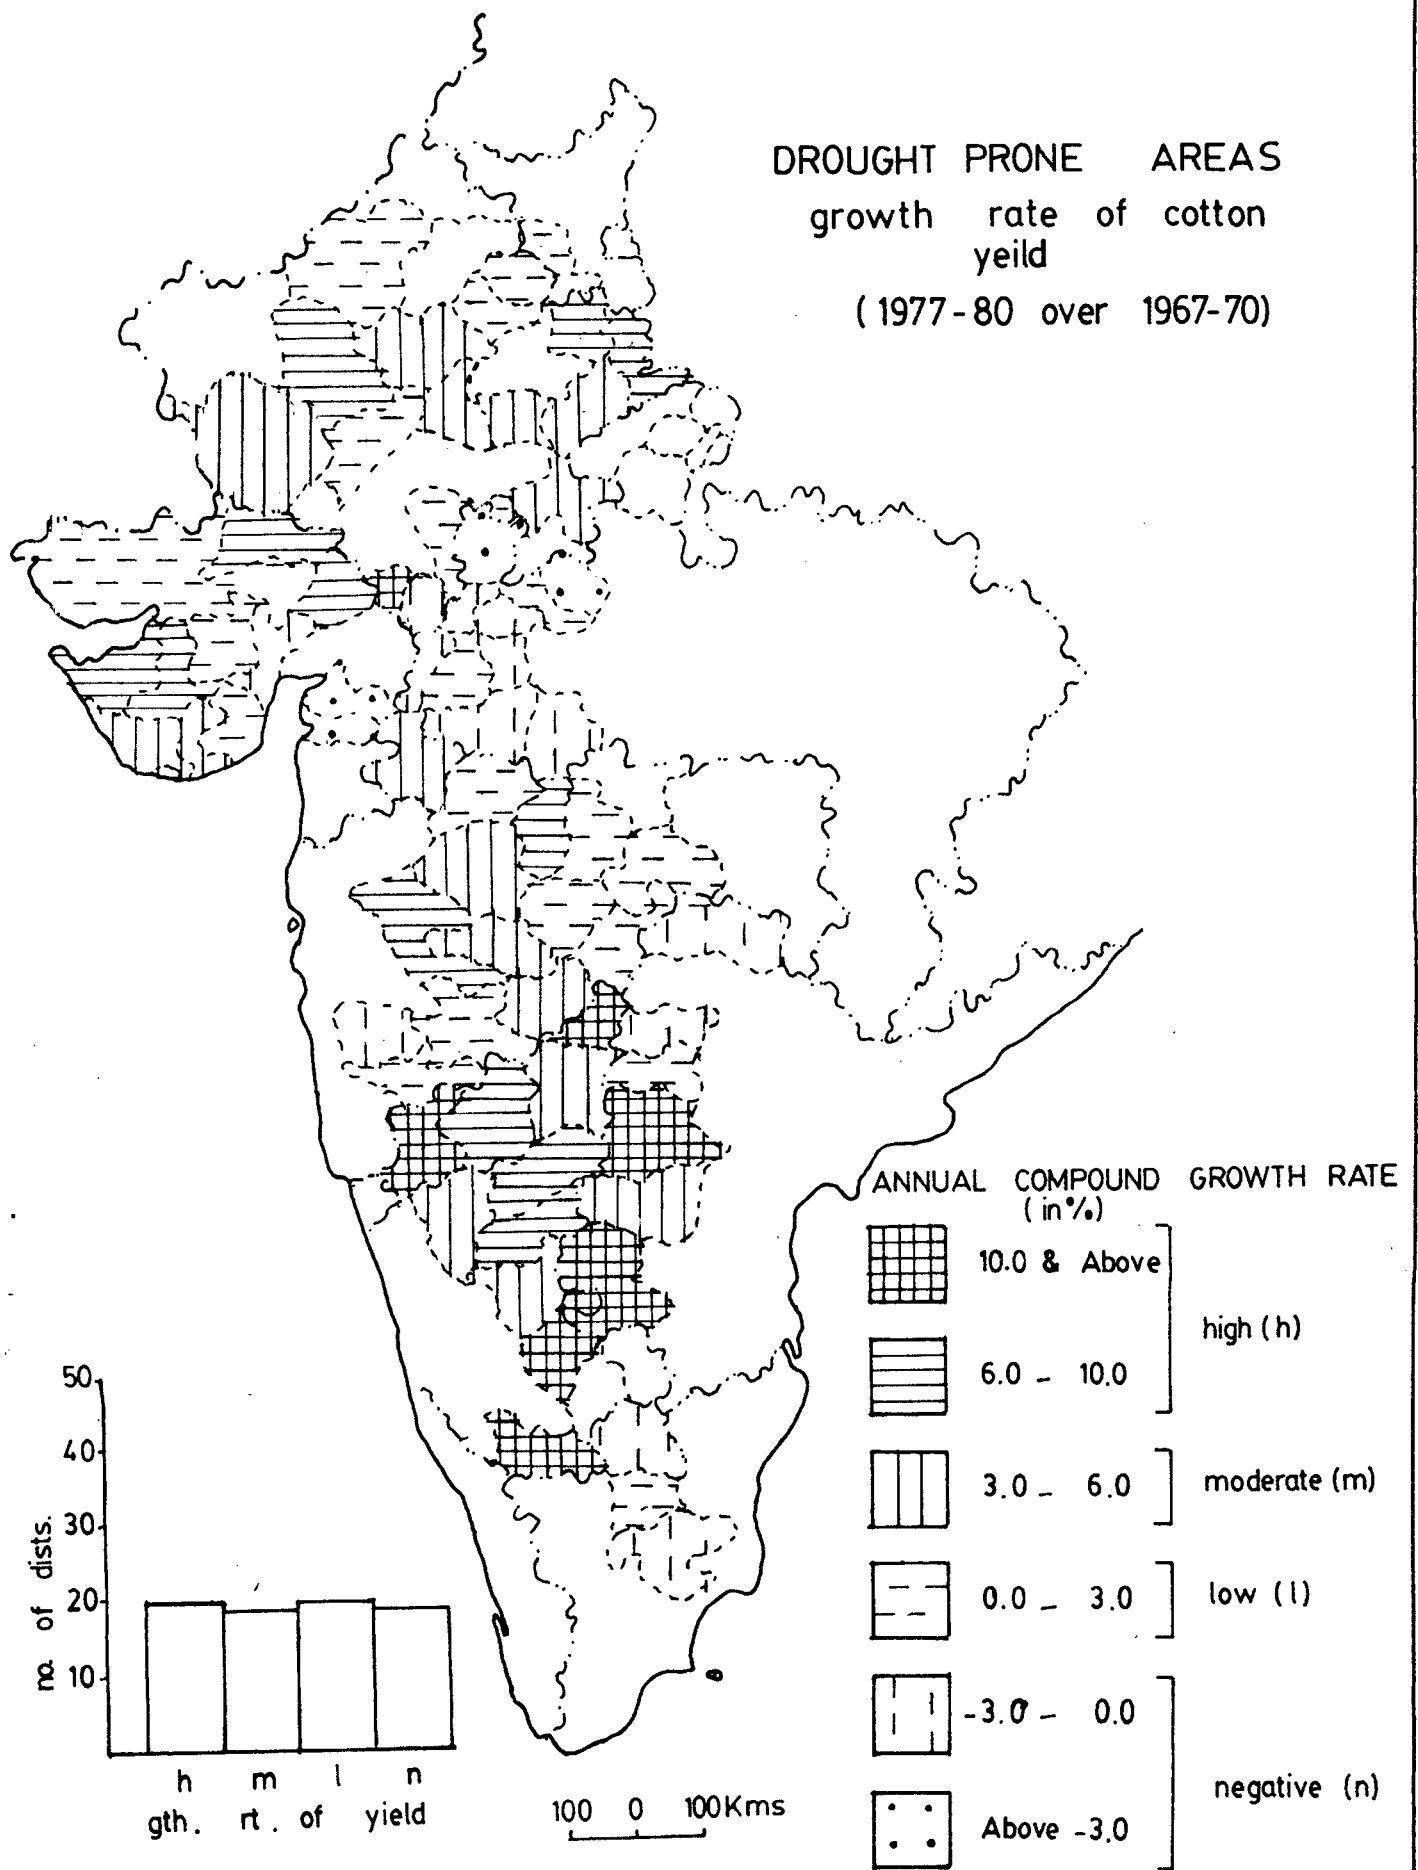 DROUGHT PRONE AREAS
growth rate of cotton
yeild
(1977-80 over 1967-70)
ANNUAL COMPOUND GROWTH RATE
(in%)
10.0 & Above
high (h)
6.0 - 10.0
3.0 - 6.0
moderate (m)
0.0 - 3.0
low (l)
-3.0 - 0.0
negative (n)
Above -3.0
50
40
30
20
10
no. of dists.
h m l n
gth. rt. of yield
100 0 100Kms